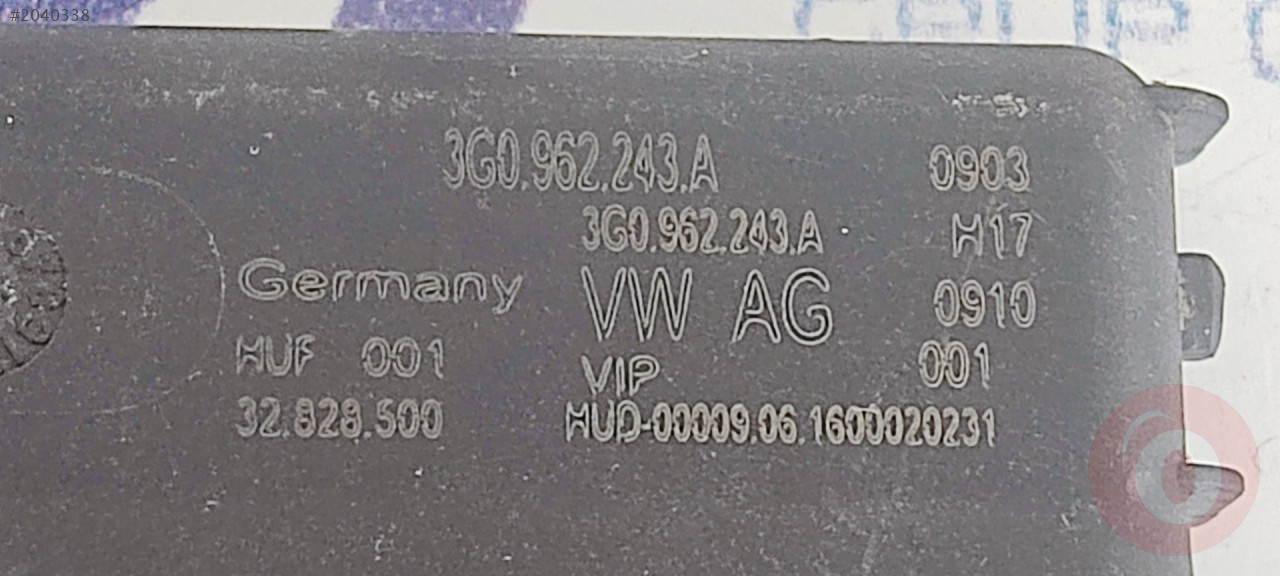 #2040338
3G0.962.243.A 0903
3G0.962.243.A H17
Germany VW AG 0910
HUF 001 VIP 001
32.828.500 HUD-00009.06.1600020231